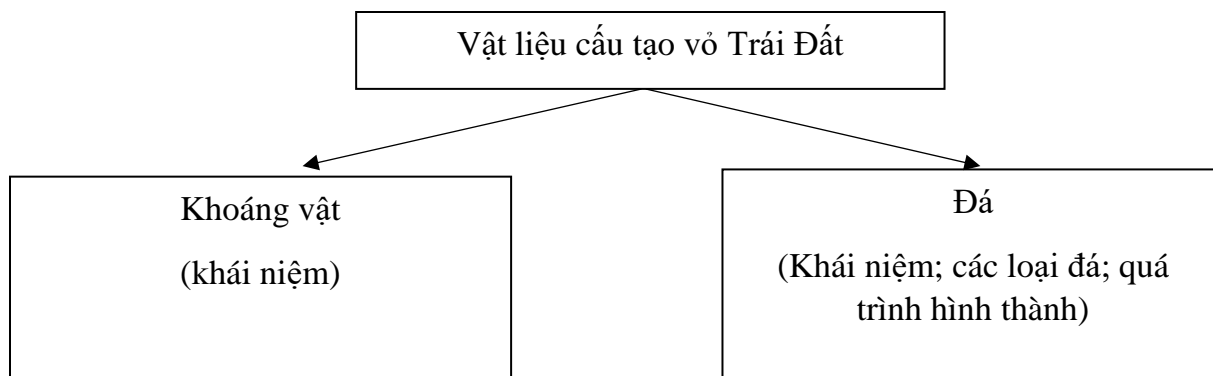 Vật liệu cấu tạo vỏ Trái Đất
Khoáng vật
(khái niệm)
Đá
(Khái niệm; các loại đá; quá
trình hình thành)